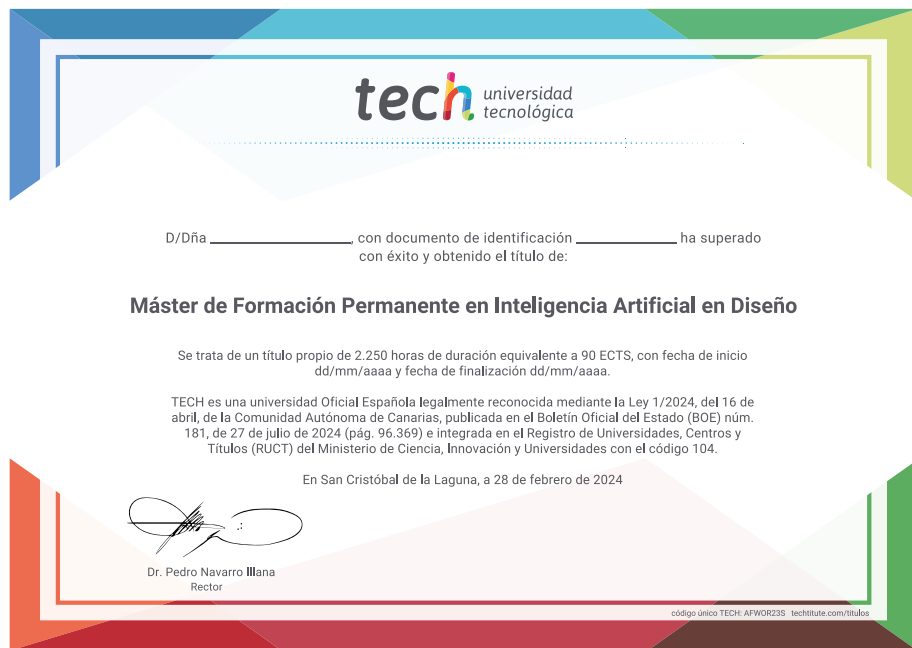 tech universidad
tecnológica
D/Dña ________________, con documento de identificación ____________ ha superado
con éxito y obtenido el título de:
Máster de Formación Permanente en Inteligencia Artificial en Diseño
Se trata de un título propio de 2.250 horas de duración equivalente a 90 ECTS, con fecha de inicio
dd/mm/aaaa y fecha de finalización dd/mm/aaaa.
TECH es una universidad Oficial Española legalmente reconocida mediante la Ley 1/2024, del 16 de
abril, de la Comunidad Autónoma de Canarias, publicada en el Boletín Oficial del Estado (BOE) núm.
181, de 27 de julio de 2024 (pág. 96.369) e integrada en el Registro de Universidades, Centros y
Títulos (RUCT) del Ministerio de Ciencia, Innovación y Universidades con el código 104.
En San Cristóbal de la Laguna, a 28 de febrero de 2024
Dr. Pedro Navarro Illana
Rector
código único TECH: AFWOR23S techtitute.com/titulos